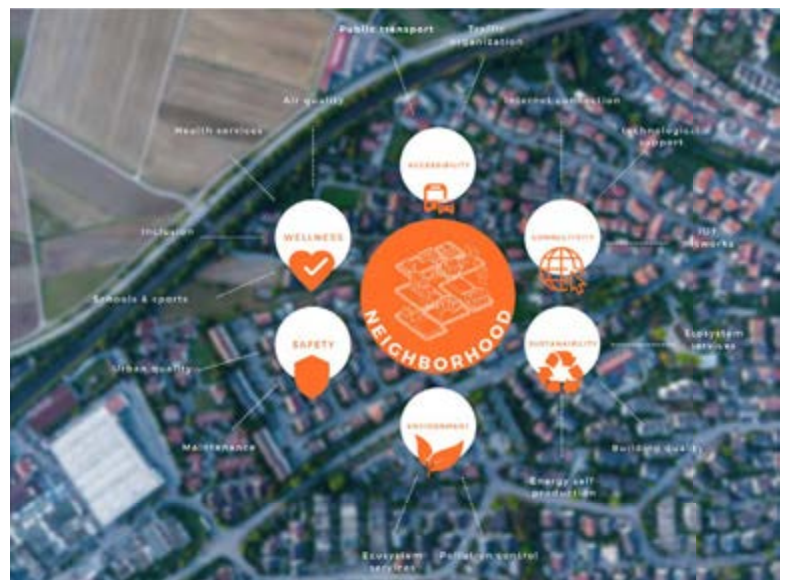 Public transport
Traffic
organization
Air quality
Internet connection
Health services
Technological
support
ACCESSIBILITY
Inclusion
WELLNESS
CONNECTIVITY
IOT
networks
Schools & sports
NEIGHBORHOOD
SAFETY
SUSTAINABILITY
Ecosystem
services
Urban quality
ENVIRONMENT
Maintenance
Building quality
Energy self
production
Ecosystem
services
Pollution control